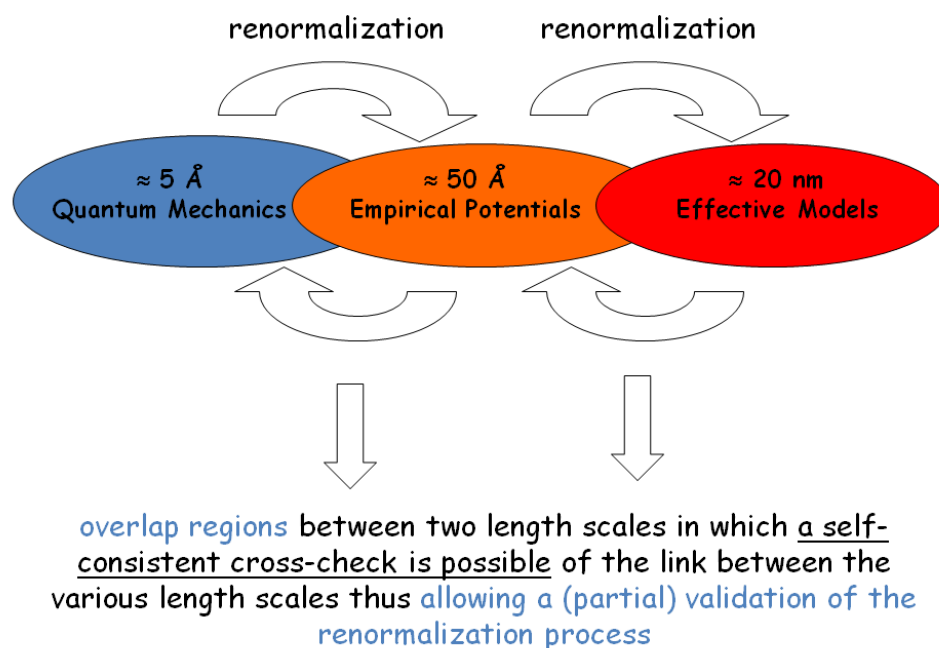 renormalization renormalization
≈ 5 Å
Quantum Mechanics
≈ 50 Å
Empirical Potentials
≈ 20 nm
Effective Models
overlap regions between two length scales in which a self-
consistent cross-check is possible of the link between the
various length scales thus allowing a (partial) validation of the
renormalization process